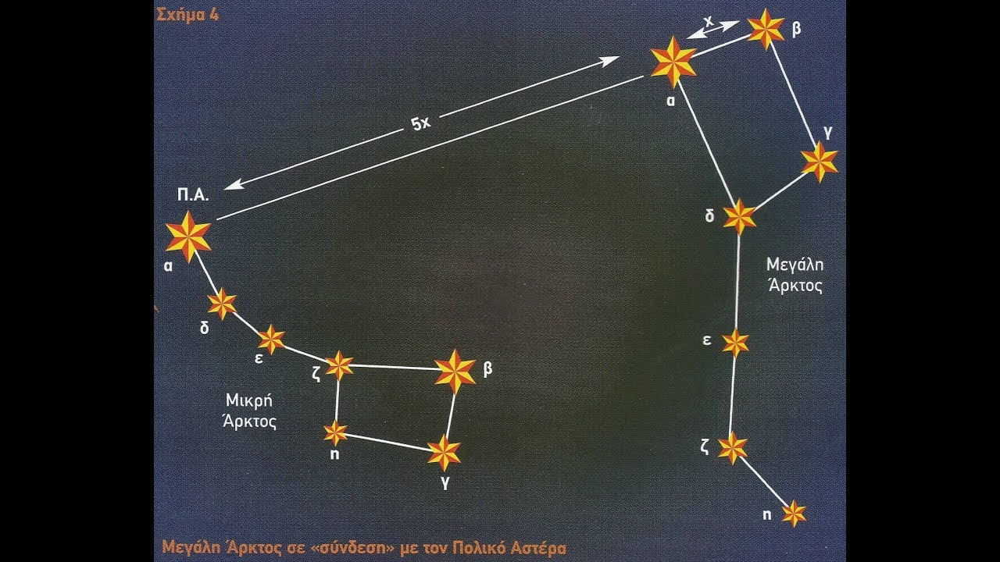 Σχήμα 4
x
β
α
γ
5x
Π.Α.
α
δ
Μεγάλη
Άρκτος
δ
ε
ε
ζ
β
Μικρή
Άρκτος
η
γ
ζ
η
Μεγάλη Άρκτος σε «σύνδεση» με τον Πολικό Αστέρα